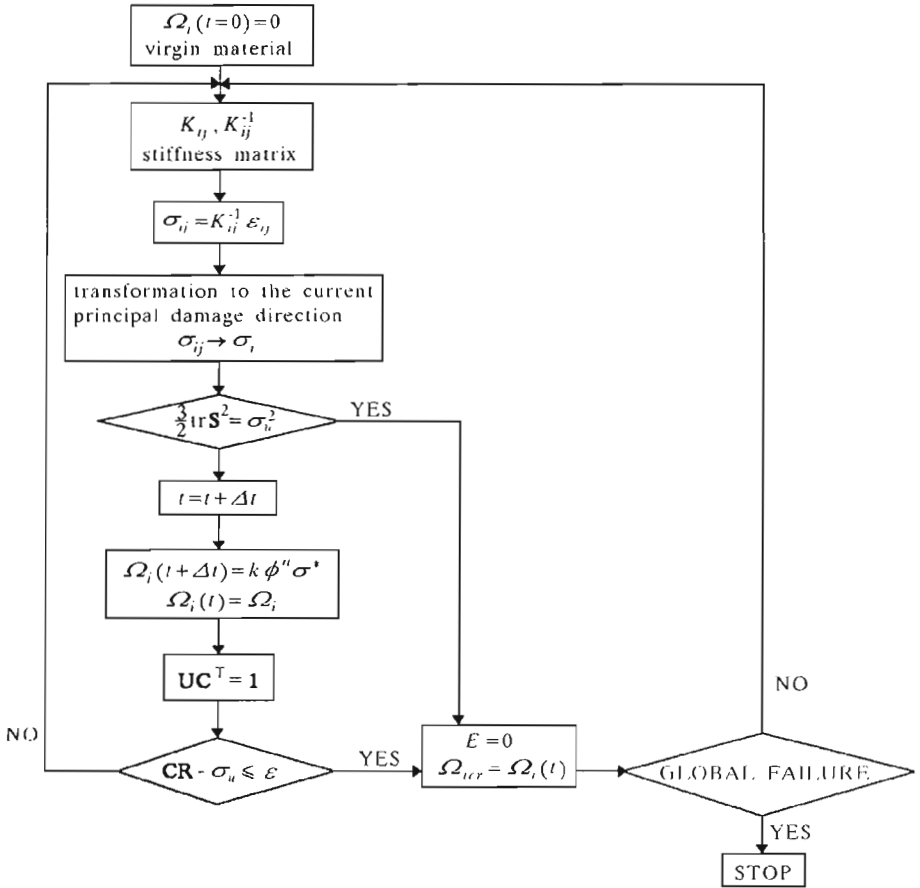 Ω_i(t=0)=0
virgin material
K_ij , K_ij^-1
stiffness matrix
σ_ij = K_ij^-1 ε_ij
transformation to the current
principal damage direction
σ_ij → σ_i
3/2 tr S^2 = σ_u^2
YES
t=t+Δt
Ω_i(t+Δt)=k φ^n σ*
Ω_i(t)=Ω_i
UC^T=1
NO
CR - σ_u ⩽ ε
YES
E=0
Ω_icr = Ω_i(t)
NO
GLOBAL FAILURE
YES
STOP